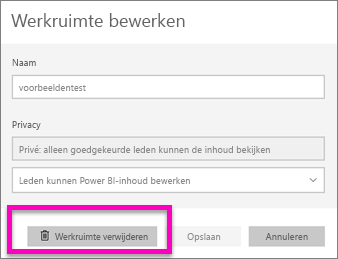 Werkruimte bewerken
Naam
voorbeeldentest
Privacy
Privé: alleen goedgekeurde leden kunnen de inhoud bekijken
Leden kunnen Power BI-inhoud bewerken
Werkruimte verwijderen Opslaan Annuleren